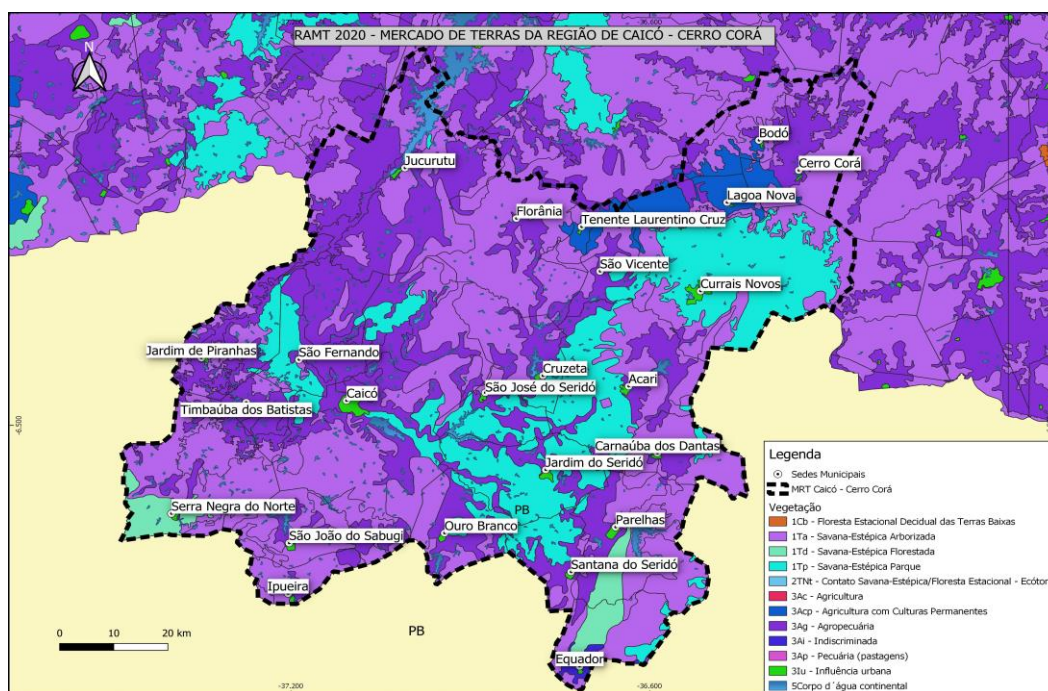 -36.600
RAMT 2020 - MERCADO DE TERRAS DA REGIÃO DE CAICÓ - CERRO CORÁ
N
Bodó
Jucurutu
Cerro Corá
Lagoa Nova
Florânia
Tenente Laurentino Cruz
São Vicente
Currais Novos
Jardim de Piranhas
São Fernando
Cruzeta
Caicó
São José do Seridó
Acari
Timbaúba dos Batistas
-6.500
Carnaúba dos Dantas
Jardim do Seridó
Serra Negra do Norte
PB
Ouro Branco
Parelhas
São João do Sabugi
Santana do Seridó
Ipueira
PB
Equador
0 10 20 km
-37.200
-36.600
Legenda
Sedes Municipais
MRT Caicó - Cerro Corá
Vegetação
1Cb - Floresta Estacional Decidual das Terras Baixas
1Ta - Savana-Estépica Arborizada
1Td - Savana-Estépica Florestada
1Tp - Savana-Estépica Parque
2TNt - Contato Savana-Estépica/Floresta Estacional - Ecótor
3Ac - Agricultura
3Acp - Agricultura com Culturas Permanentes
3Ag - Agropecuária
3Ai - Indiscriminada
3Ap - Pecuária (pastagens)
3Iu - Influência urbana
5Corpo d´água continental